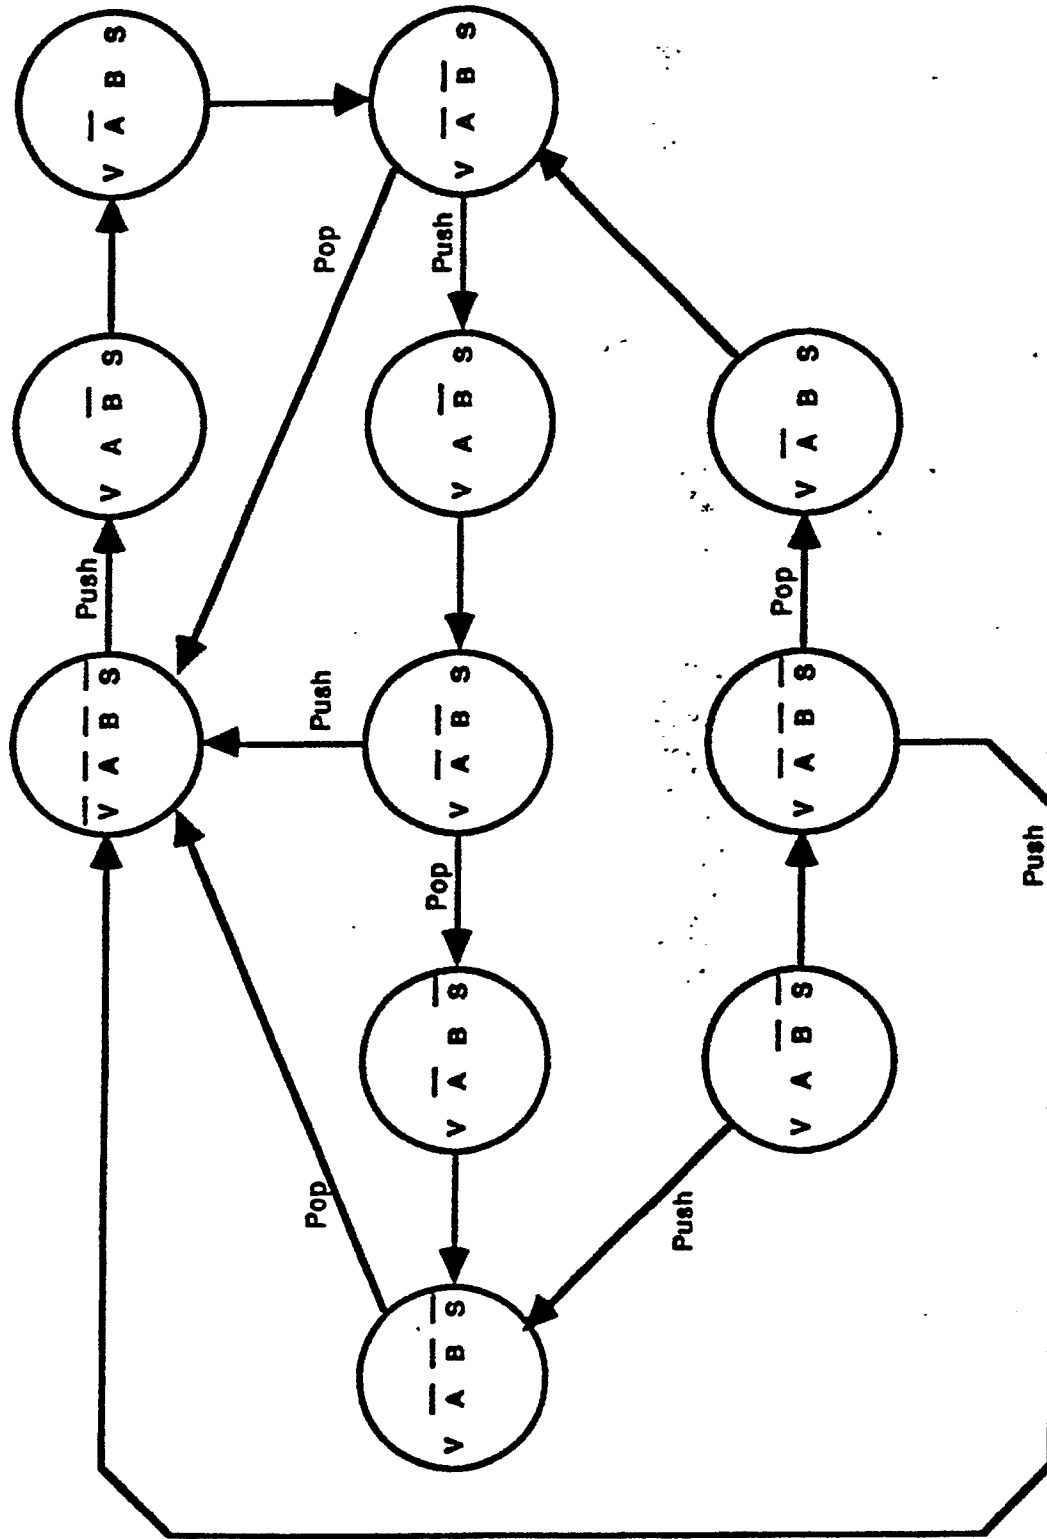 V̅ A̅ B̅ S̅
Push
V A B̅ S
V A̅ B S
Pop
Push
Pop
V A̅ B̅ S̅
V A̅ B S̅
Pop
V A̅ B̅ S
V A B̅ S
Push
V A̅ B̅ S
Push
V A B̅ S̅
V A̅ B̅ S̅
Pop
V A̅ B S
Push